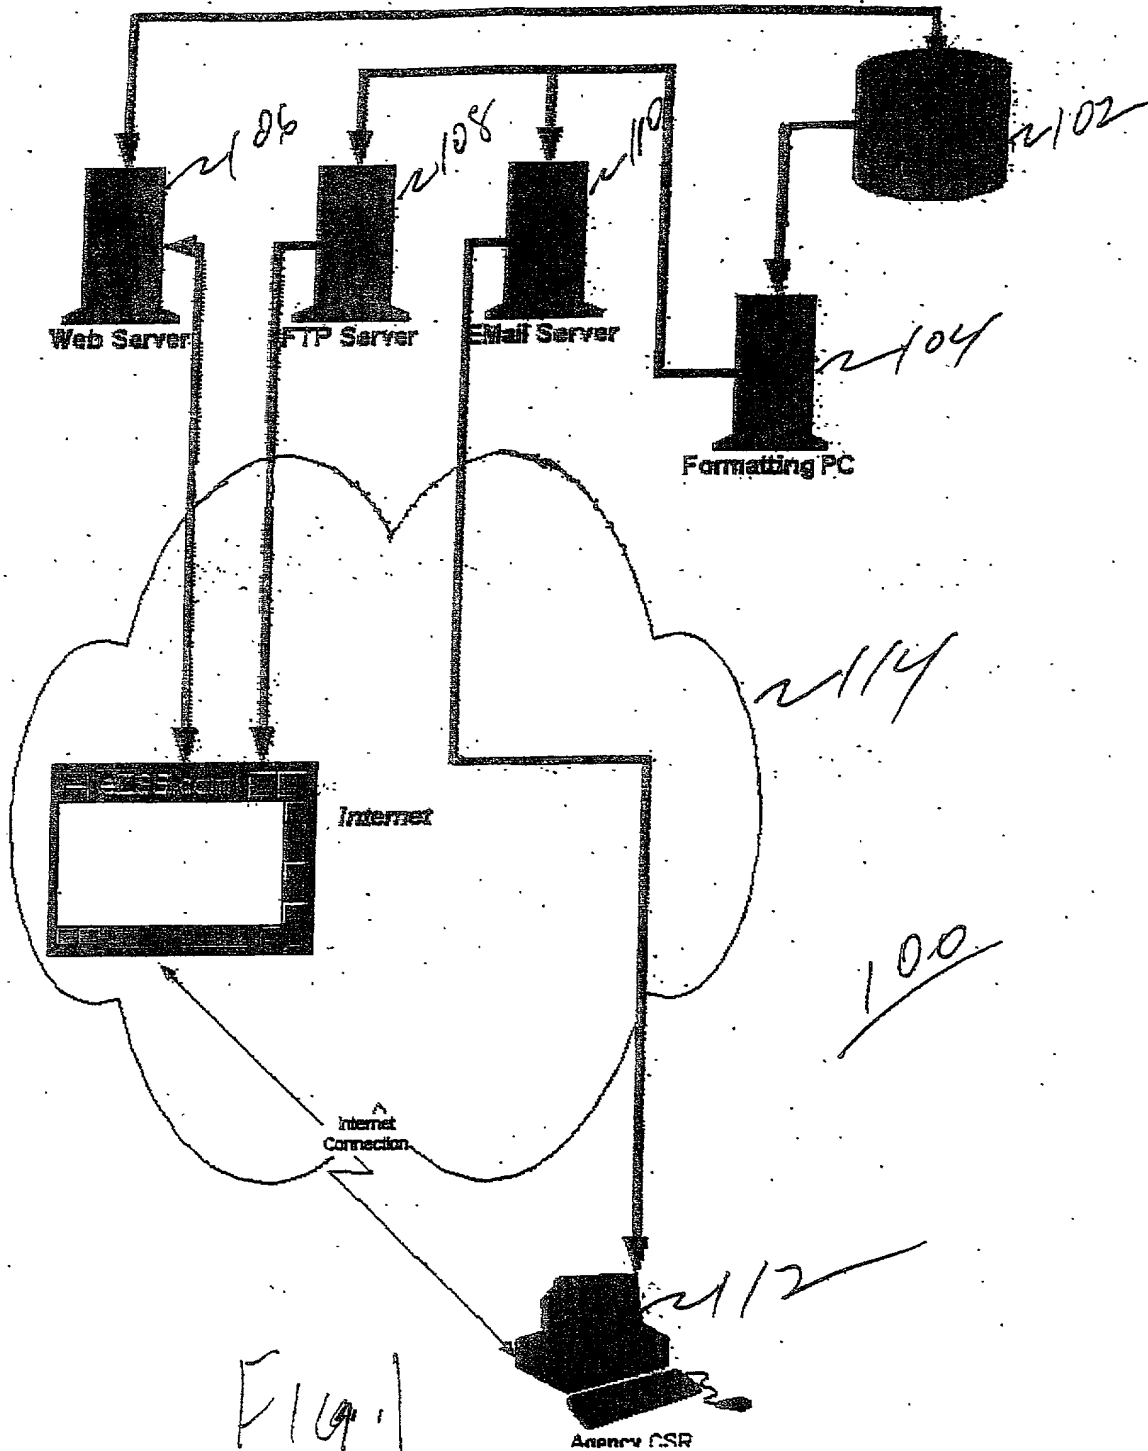 106
108
110
102
Web Server
FTP Server
EMail Server
104
Formatting PC
114
Internet
100
Internet
Connection
112
Fig. 1
Agency CSR